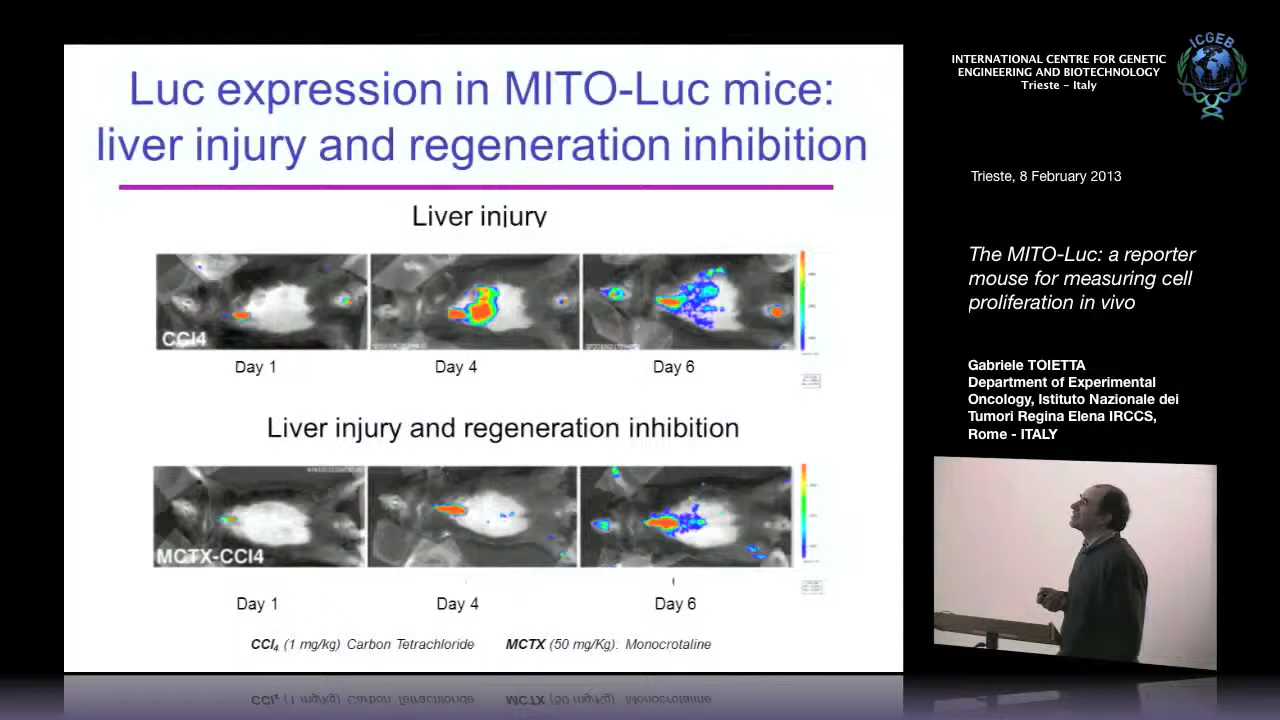 Luc expression in MITO-Luc mice:
liver injury and regeneration inhibition
Liver injury
CCl4
Day 1
Day 4
Day 6
Liver injury and regeneration inhibition
MCTX-CCl4
Day 1
Day 4
Day 6
CCl4 (1 mg/kg) Carbon Tetrachloride MCTX (50 mg/Kg): Monocrotaline
INTERNATIONAL CENTRE FOR GENETIC
ENGINEERING AND BIOTECHNOLOGY
Trieste - Italy
ICGEB
Trieste, 8 February 2013
The MITO-Luc: a reporter
mouse for measuring cell
proliferation in vivo
Gabriele TOIETTA
Department of Experimental
Oncology, Istituto Nazionale dei
Tumori Regina Elena IRCCS,
Rome - ITALY